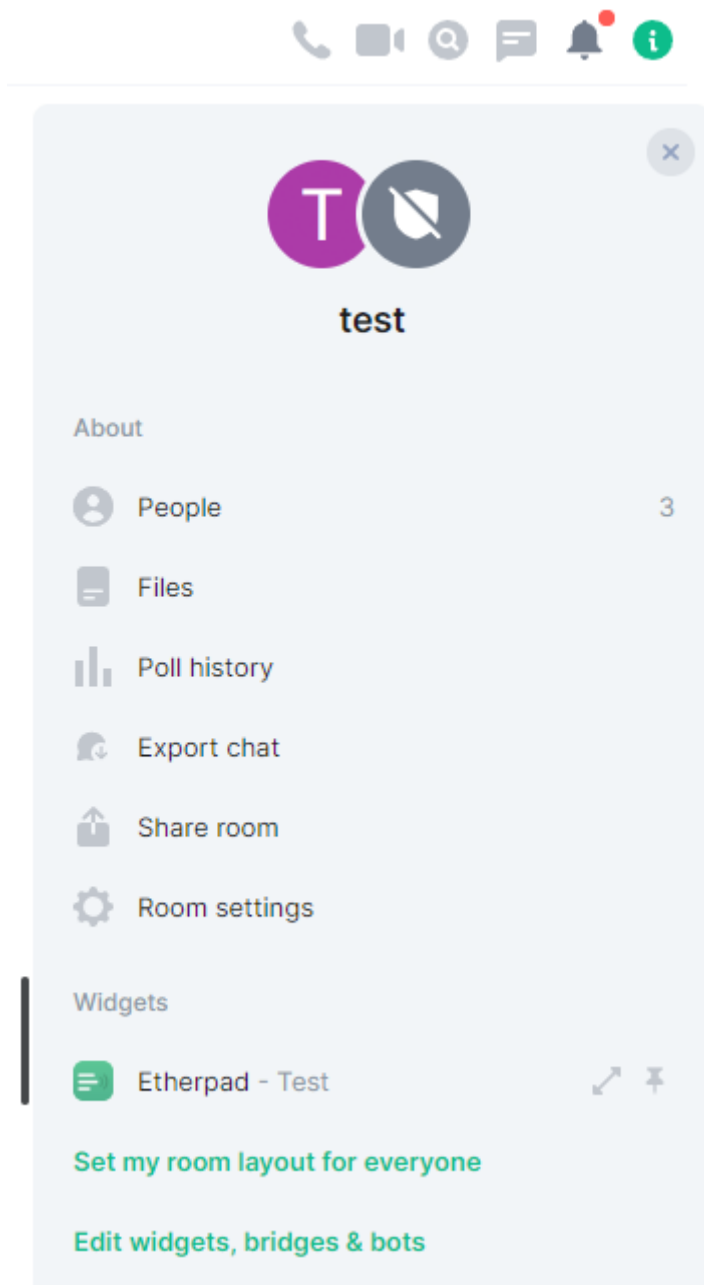 T
test
About
People 3
Files
Poll history
Export chat
Share room
Room settings
Widgets
Etherpad - Test
Set my room layout for everyone
Edit widgets, bridges & bots